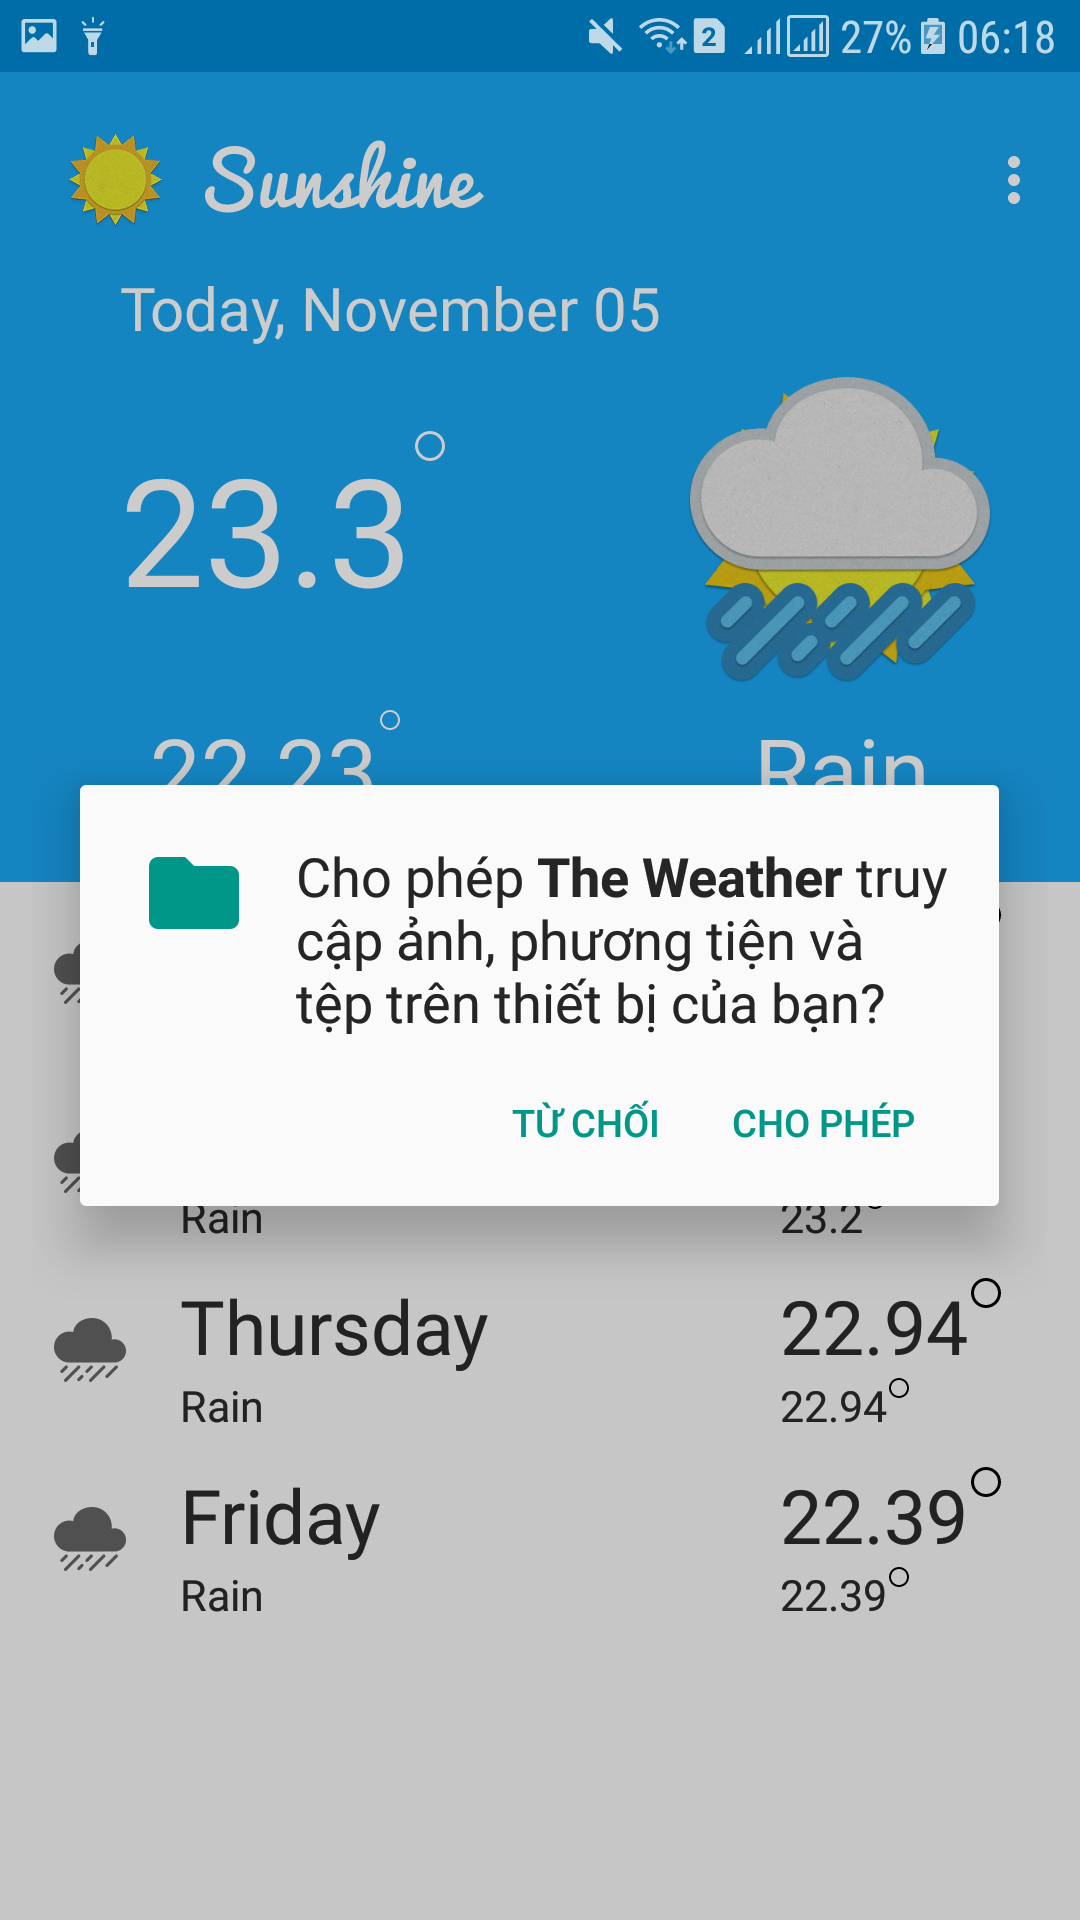 2 27% 06:18
Sunshine
Today, November 05
23.3°
22.23° Rain
Cho phép The Weather truy
cập ảnh, phương tiện và
tệp trên thiết bị của bạn?
TỪ CHỐI CHO PHÉP
Rain 23.2°
Thursday 22.94°
Rain 22.94°
Friday 22.39°
Rain 22.39°